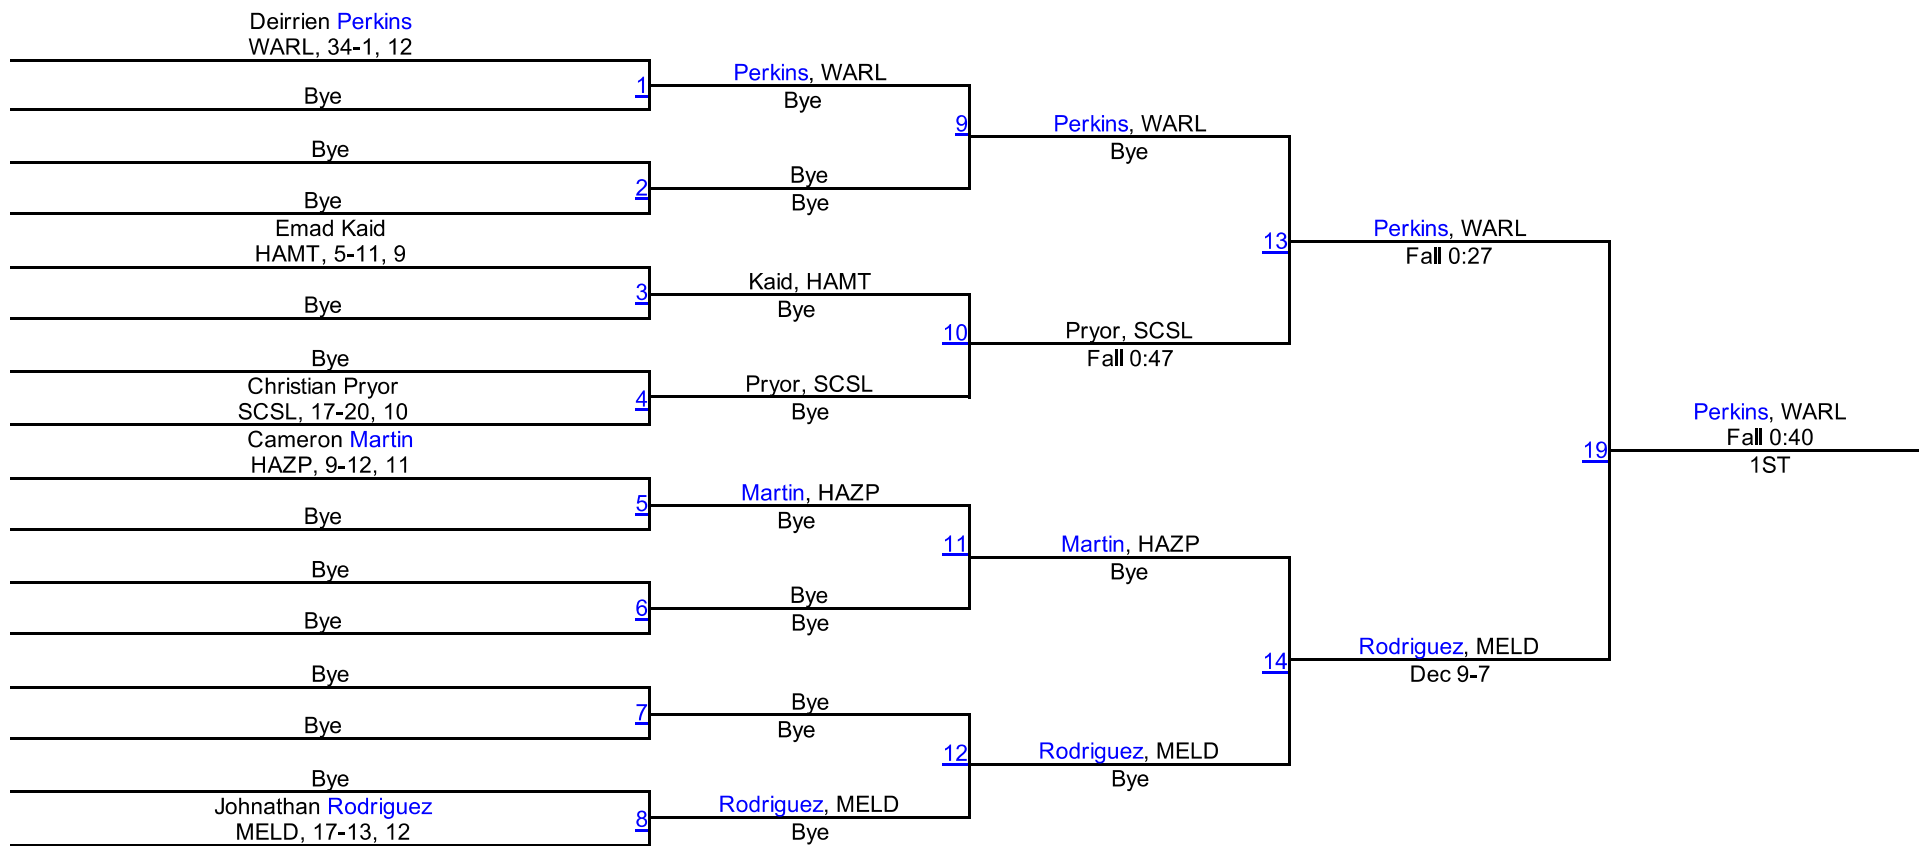 Deirrien Perkins
WARL, 34-1, 12
Bye
1
Perkins, WARL
Bye
Bye
Bye
2
Bye
Bye
9
Perkins, WARL
Bye
Emad Kaid
HAMT, 5-11, 9
Bye
3
Kaid, HAMT
Bye
Bye
Christian Pryor
SCSL, 17-20, 10
4
Pryor, SCSL
Bye
10
Pryor, SCSL
Fall 0:47
13
Perkins, WARL
Fall 0:27
Cameron Martin
HAZP, 9-12, 11
Bye
5
Martin, HAZP
Bye
Bye
Bye
6
Bye
Bye
11
Martin, HAZP
Bye
Bye
Bye
7
Bye
Bye
Bye
Johnathan Rodriguez
MELD, 17-13, 12
8
Rodriguez, MELD
Bye
12
Rodriguez, MELD
Bye
14
Rodriguez, MELD
Dec 9-7
19
Perkins, WARL
Fall 0:40
1ST